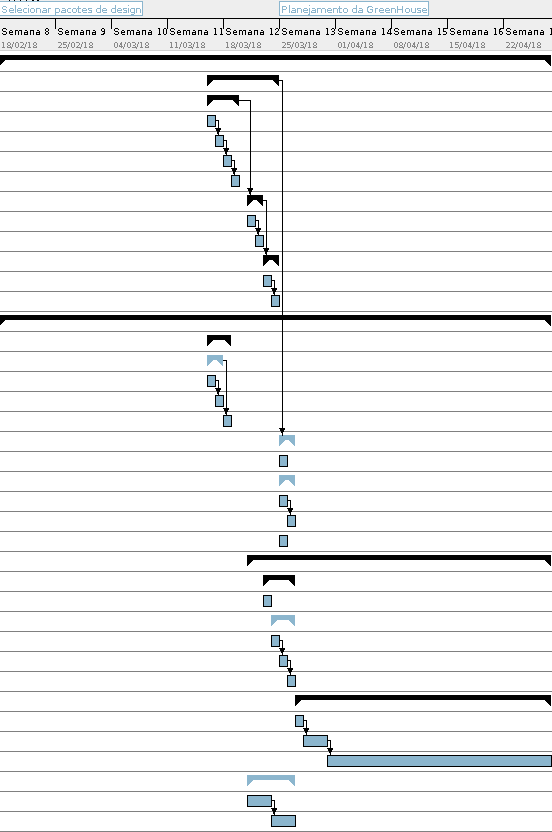 Selecionar pacotes de design Planejamento da GreenHouse
Semana 8 Semana 9 Semana 10 Semana 11 Semana 12 Semana 13 Semana 14 Semana 15 Semana 16 Semana 1
18/02/18 25/02/18 04/03/18 11/03/18 18/03/18 25/03/18 01/04/18 08/04/18 15/04/18 22/04/18